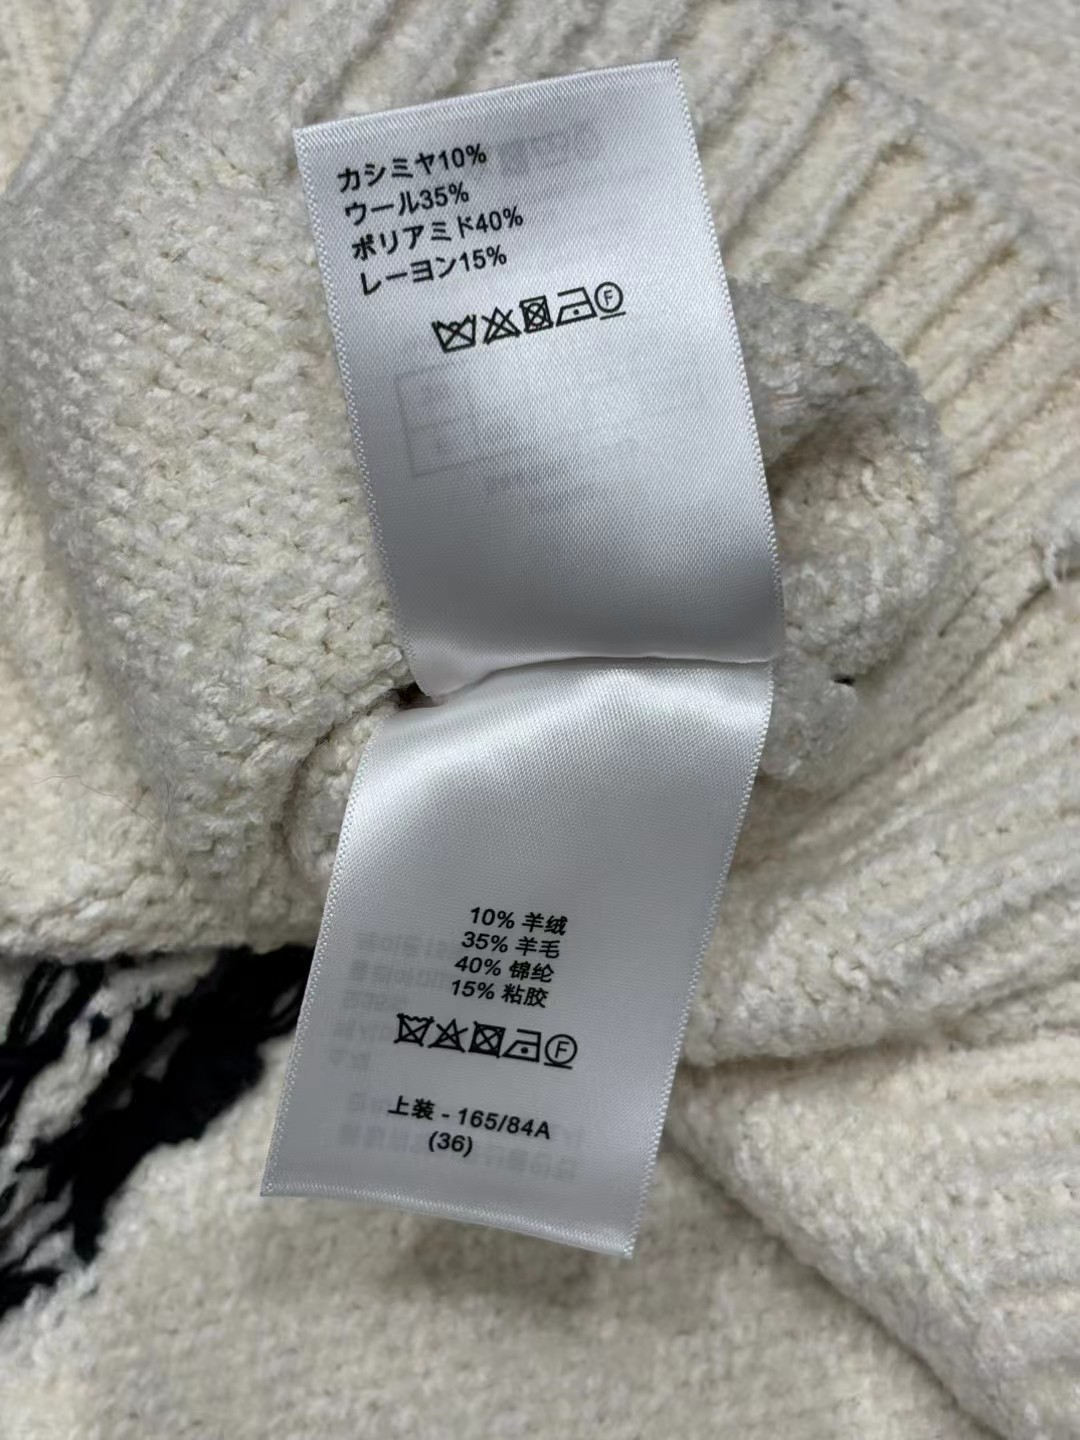 カシミヤ10%
ウール35%
ポリアミド40%
レーヨン15%
F
10% 羊绒
35% 羊毛
40% 锦纶
15% 粘胶
F
上装 - 165/84A
(36)